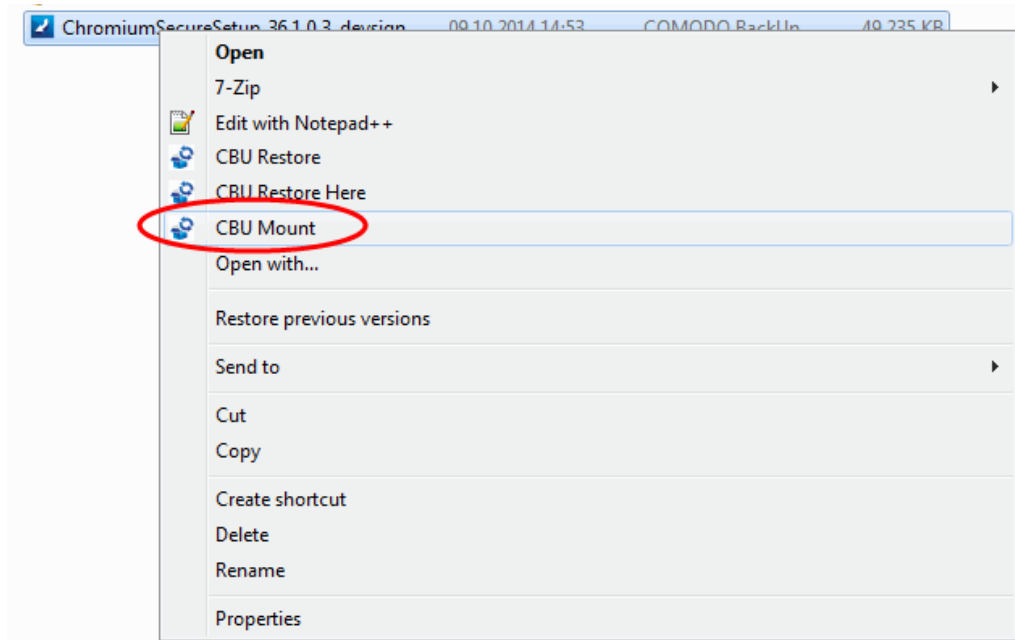 ChromiumSecureSetup_36.1.0.3_devsign 09.10.2014 14:53 COMODO BackUp 49 235 KB
Open
7-Zip
Edit with Notepad++
CBU Restore
CBU Restore Here
CBU Mount
Open with...
Restore previous versions
Send to
Cut
Copy
Create shortcut
Delete
Rename
Properties